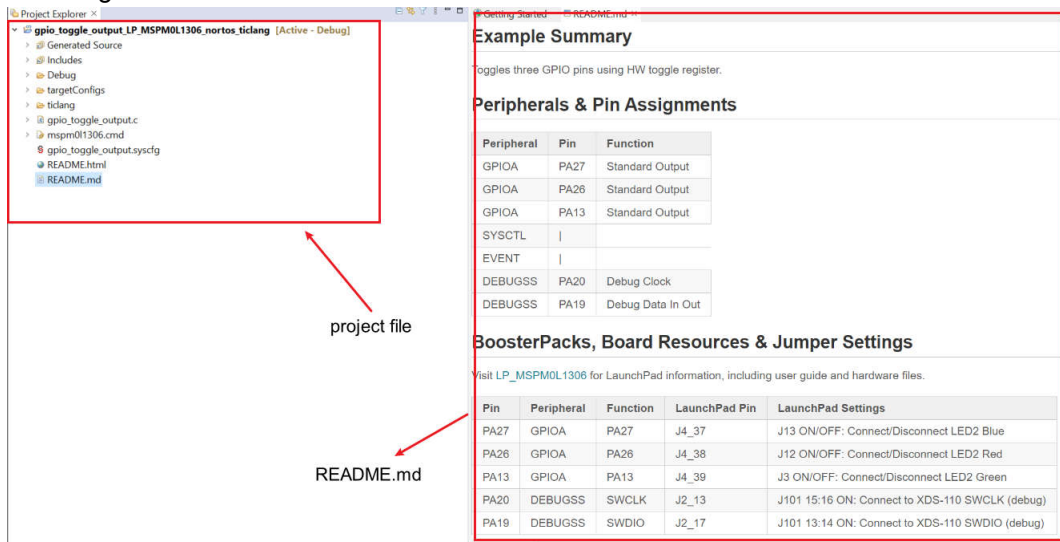 Project Explorer ×
gpio_toggle_output_LP_MSPM0L1306_nortos_ticlang [Active - Debug]
Generated Source
Includes
Debug
targetConfigs
ticlang
gpio_toggle_output.c
mspm0l1306.cmd
gpio_toggle_output.syscfg
README.html
README.md
project file
README.md
Getting Started README.md ×
Example Summary
Toggles three GPIO pins using HW toggle register.
Peripherals & Pin Assignments
Peripheral Pin Function
GPIOA PA27 Standard Output
GPIOA PA26 Standard Output
GPIOA PA13 Standard Output
SYSCTL |
EVENT |
DEBUGSS PA20 Debug Clock
DEBUGSS PA19 Debug Data In Out
BoosterPacks, Board Resources & Jumper Settings
Visit LP_MSPM0L1306 for LaunchPad information, including user guide and hardware files.
Pin Peripheral Function LaunchPad Pin LaunchPad Settings
PA27 GPIOA PA27 J4_37 J13 ON/OFF: Connect/Disconnect LED2 Blue
PA26 GPIOA PA26 J4_38 J12 ON/OFF: Connect/Disconnect LED2 Red
PA13 GPIOA PA13 J4_39 J3 ON/OFF: Connect/Disconnect LED2 Green
PA20 DEBUGSS SWCLK J2_13 J101 15:16 ON: Connect to XDS-110 SWCLK (debug)
PA19 DEBUGSS SWDIO J2_17 J101 13:14 ON: Connect to XDS-110 SWDIO (debug)